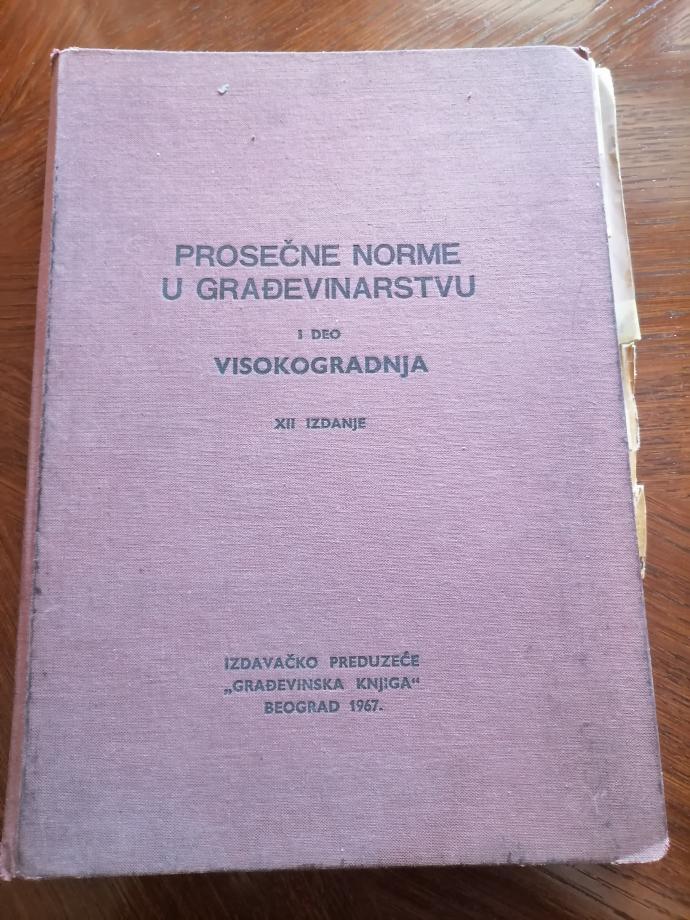 PROSEČNE NORME
U GRAĐEVINARSTVU
I DEO
VISOKOGRADNJA
XII IZDANJE
IZDAVAČKO PREDUZEĆE
„GRAĐEVINSKA KNJIGA“
BEOGRAD 1967.